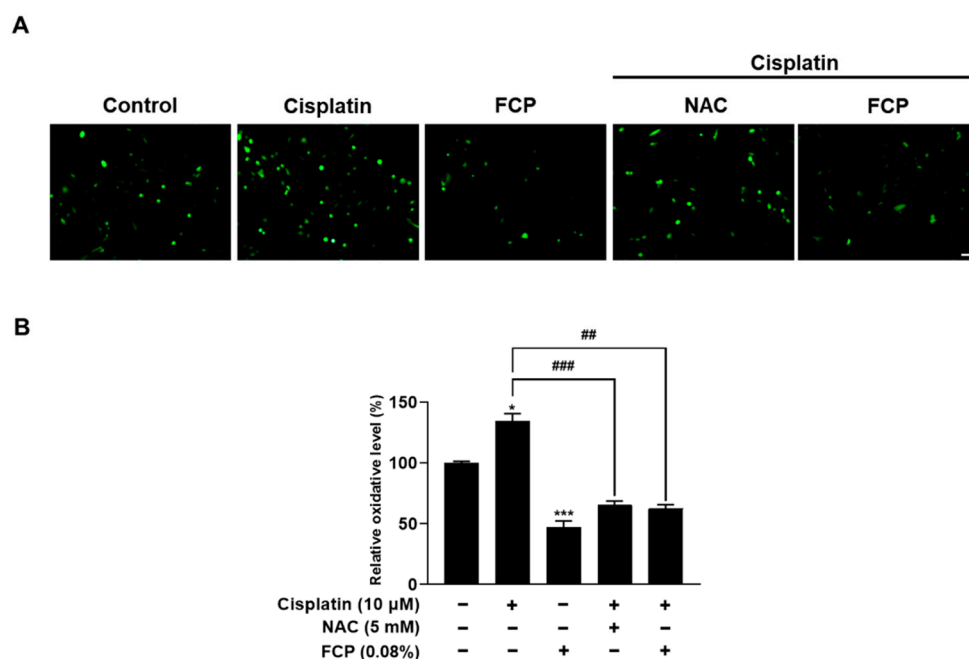 A
Cisplatin
Control Cisplatin FCP NAC FCP
B
##
###
Relative oxidative level (%)
150
100
50
0
*
***
Cisplatin (10 µM) – + – + +
NAC (5 mM) – – – + –
FCP (0.08%) – – + – +